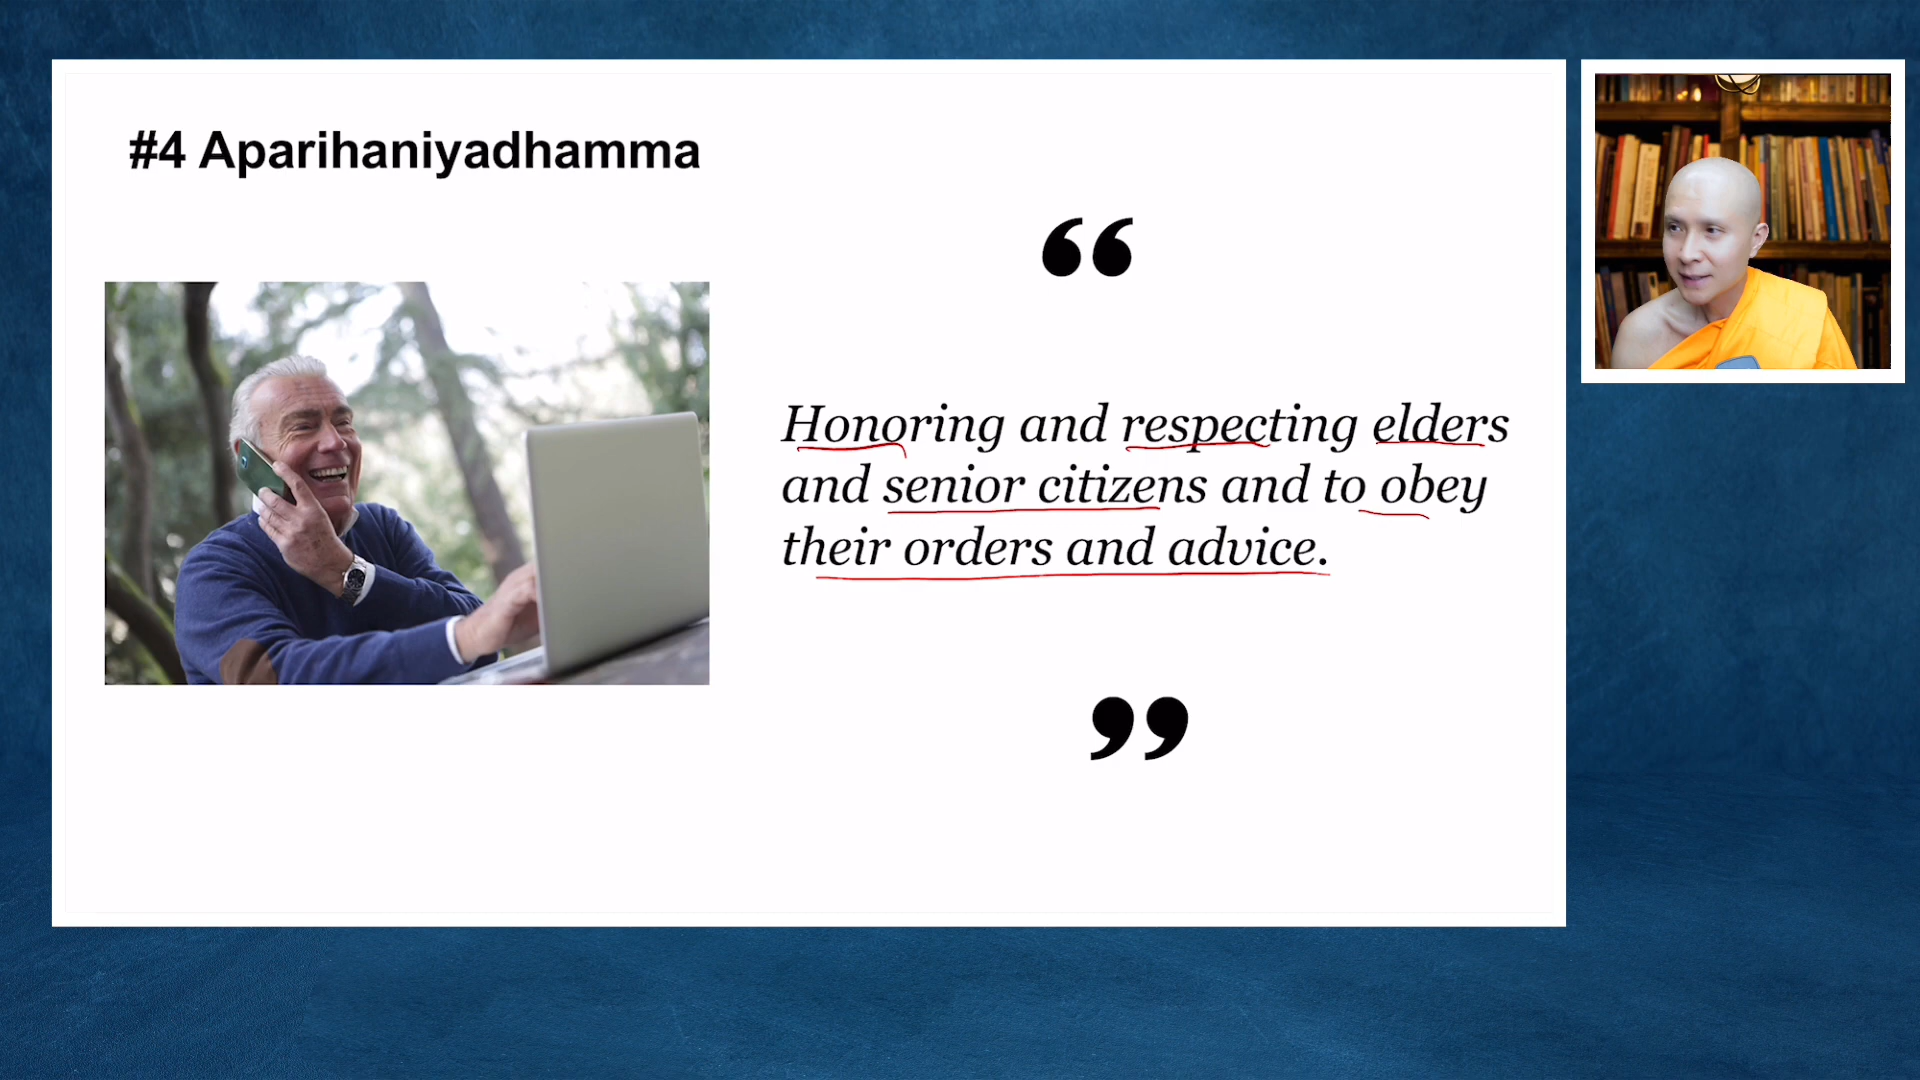 #4 Aparihaniyadhamma
“
Honoring and respecting elders
and senior citizens and to obey
their orders and advice.
”